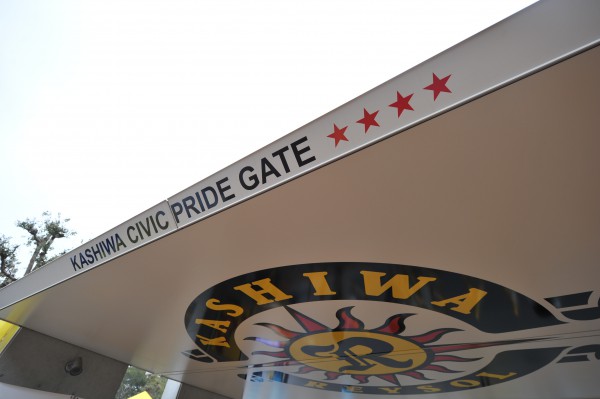 KASHIWA CIVIC PRIDE GATE ★★★★
KASHIWA
REYSOL